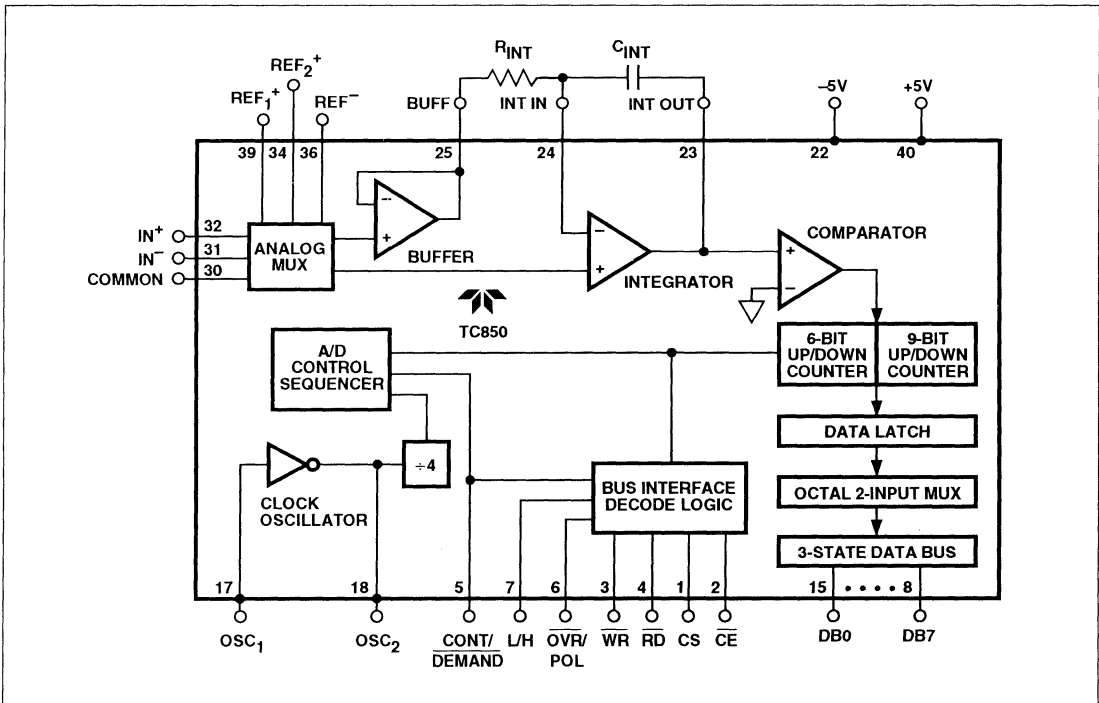 RINT
CINT
REF2+
REF1+
REF−
BUFF
INT IN
INT OUT
–5V
+5V
39
34
36
25
24
23
22
40
IN+
32
IN−
31
COMMON
30
ANALOG
MUX
−
+
BUFFER
−
+
INTEGRATOR
COMPARATOR
+
−
TC850
A/D
CONTROL
SEQUENCER
6-BIT
UP/DOWN
COUNTER
9-BIT
UP/DOWN
COUNTER
DATA LATCH
÷4
CLOCK
OSCILLATOR
BUS INTERFACE
DECODE LOGIC
OCTAL 2-INPUT MUX
3-STATE DATA BUS
17
18
5
7
6
3
4
1
2
15
8
OSC1
OSC2
CONT/
DEMAND
L/H
OVR/
POL
WR
RD
CS
CE
DB0
DB7